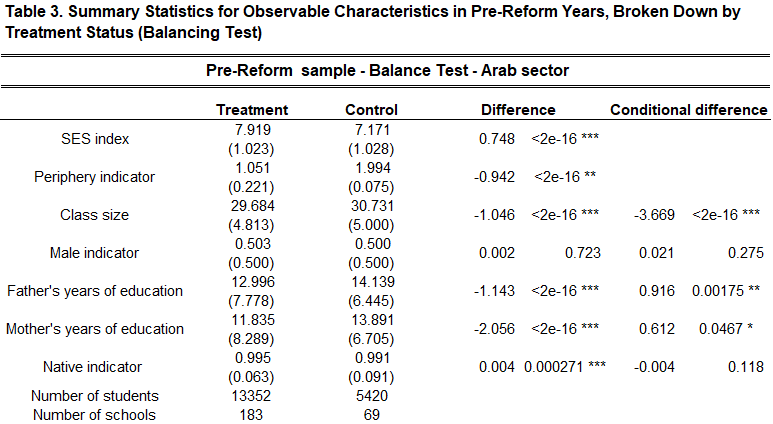 Table 3. Summary Statistics for Observable Characteristics in Pre-Reform Years, Broken Down by
Treatment Status (Balancing Test)
Pre-Reform sample - Balance Test - Arab sector
Treatment Control Difference Conditional difference
SES index 7.919 7.171 0.748 <2e-16 ***
(1.023) (1.028)
Periphery indicator 1.051 1.994 -0.942 <2e-16 **
(0.221) (0.075)
Class size 29.684 30.731 -1.046 <2e-16 *** -3.669 <2e-16 ***
(4.813) (5.000)
Male indicator 0.503 0.500 0.002 0.723 0.021 0.275
(0.500) (0.500)
Father's years of education 12.996 14.139 -1.143 <2e-16 *** 0.916 0.00175 **
(7.778) (6.445)
Mother's years of education 11.835 13.891 -2.056 <2e-16 *** 0.612 0.0467 *
(8.289) (6.705)
Native indicator 0.995 0.991 0.004 0.000271 *** -0.004 0.118
(0.063) (0.091)
Number of students 13352 5420
Number of schools 183 69